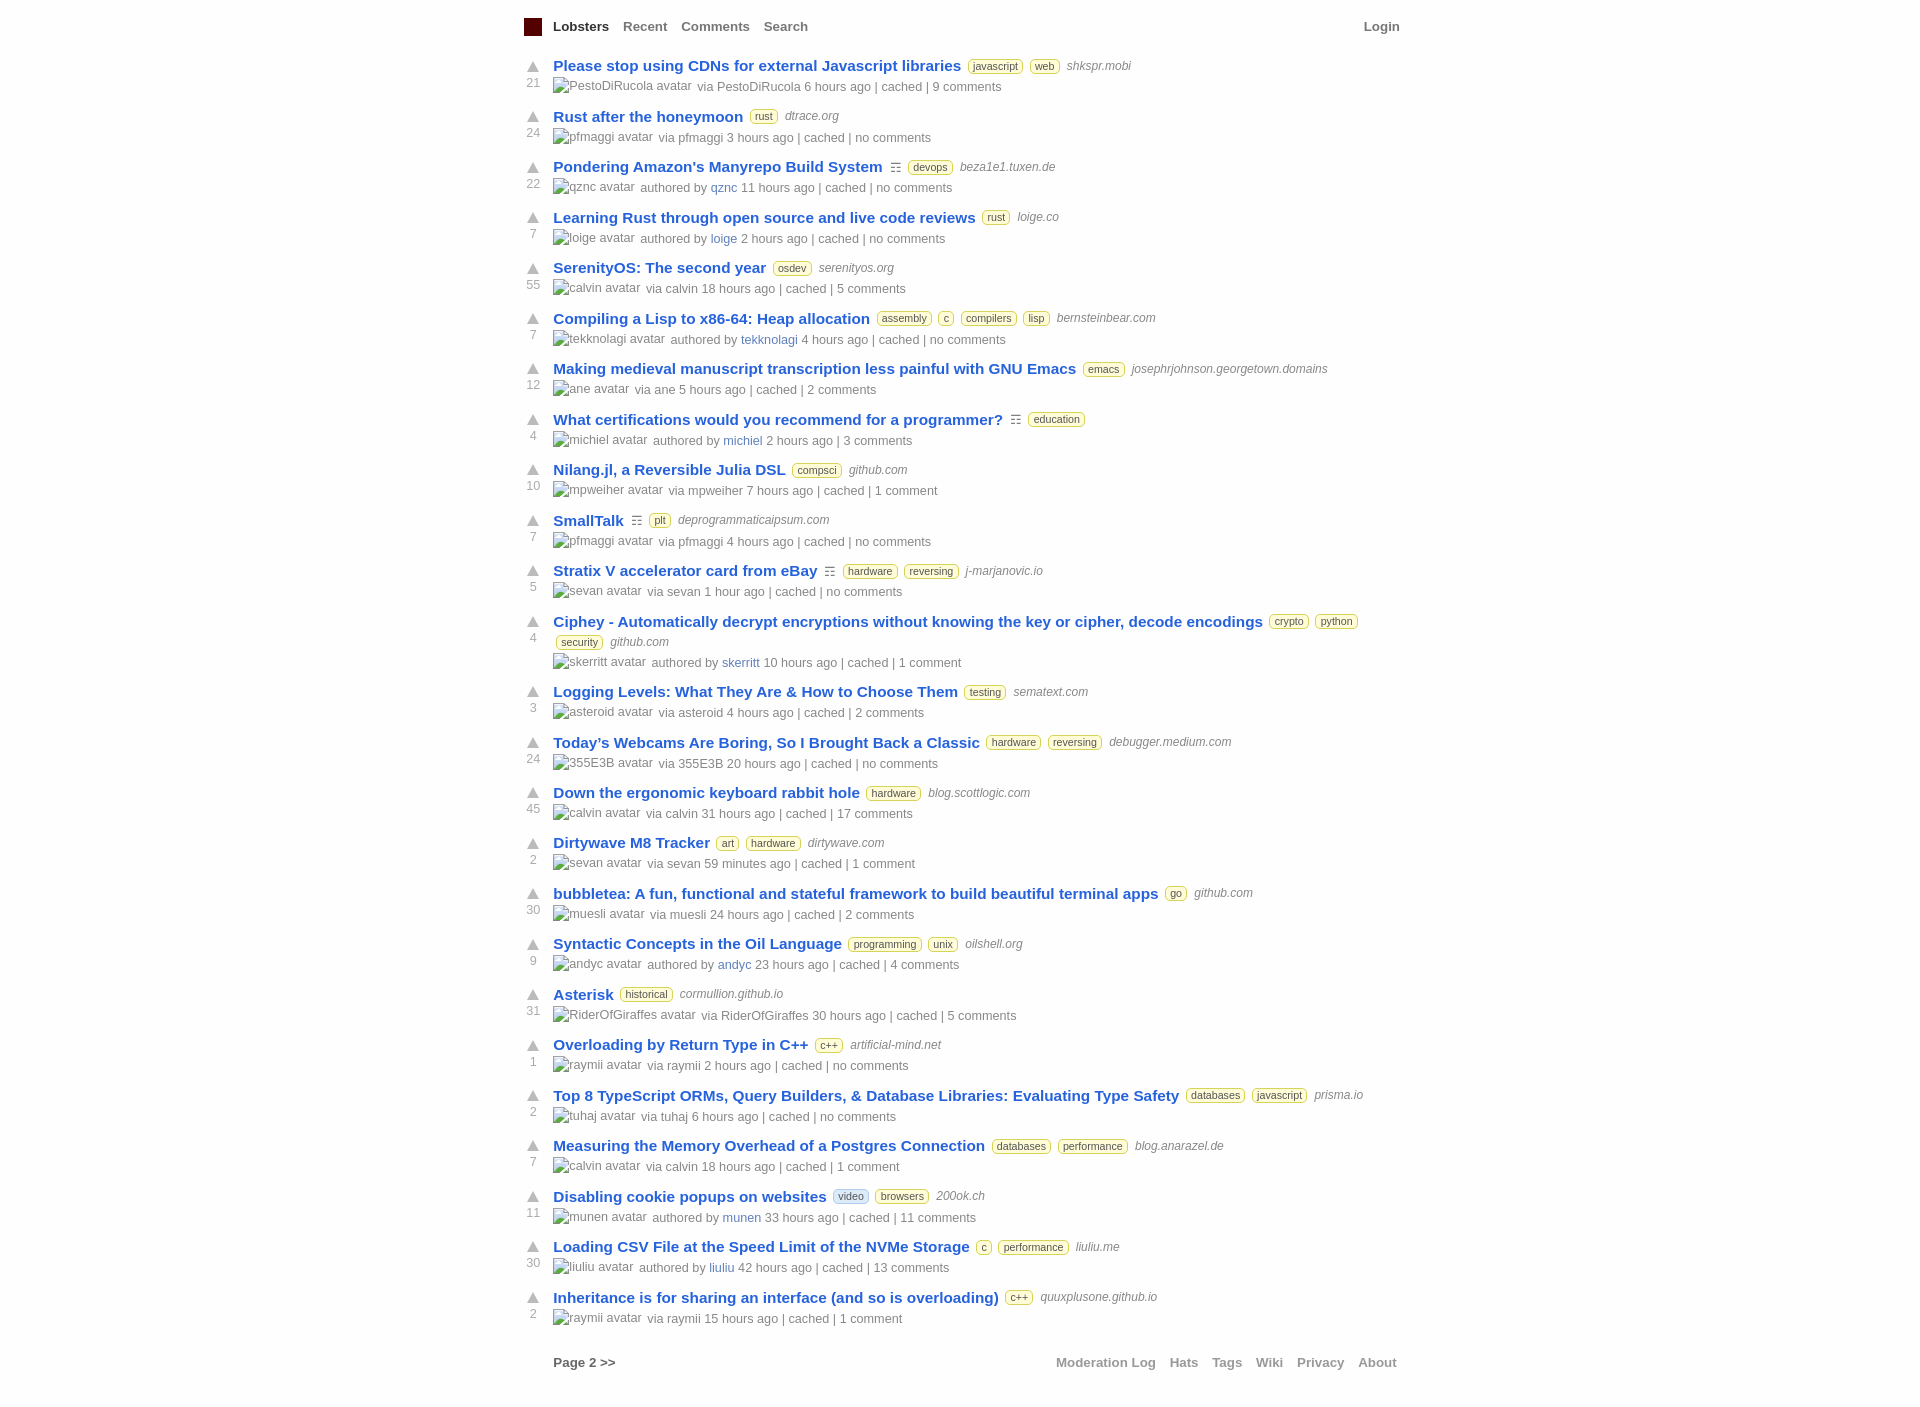 Lobsters Recent Comments Search Login
Please stop using CDNs for external Javascript libraries javascript web shkspr.mobi
21
PestoDiRucola avatar via PestoDiRucola 6 hours ago | cached | 9 comments
Rust after the honeymoon rust dtrace.org
24
pfmaggi avatar via pfmaggi 3 hours ago | cached | no comments
Pondering Amazon's Manyrepo Build System ☶ devops beza1e1.tuxen.de
22
qznc avatar authored by qznc 11 hours ago | cached | no comments
Learning Rust through open source and live code reviews rust loige.co
7
loige avatar authored by loige 2 hours ago | cached | no comments
SerenityOS: The second year osdev serenityos.org
55
calvin avatar via calvin 18 hours ago | cached | 5 comments
Compiling a Lisp to x86-64: Heap allocation assembly c compilers lisp bernsteinbear.com
7
tekknolagi avatar authored by tekknolagi 4 hours ago | cached | no comments
Making medieval manuscript transcription less painful with GNU Emacs emacs josephrjohnson.georgetown.domains
12
ane avatar via ane 5 hours ago | cached | 2 comments
What certifications would you recommend for a programmer? ☶ education
4
michiel avatar authored by michiel 2 hours ago | 3 comments
Nilang.jl, a Reversible Julia DSL compsci github.com
10
mpweiher avatar via mpweiher 7 hours ago | cached | 1 comment
SmallTalk ☶ plt deprogrammaticaipsum.com
7
pfmaggi avatar via pfmaggi 4 hours ago | cached | no comments
Stratix V accelerator card from eBay ☶ hardware reversing j-marjanovic.io
5
sevan avatar via sevan 1 hour ago | cached | no comments
Ciphey - Automatically decrypt encryptions without knowing the key or cipher, decode encodings crypto python
4
security github.com
skerritt avatar authored by skerritt 10 hours ago | cached | 1 comment
Logging Levels: What They Are & How to Choose Them testing sematext.com
3
asteroid avatar via asteroid 4 hours ago | cached | 2 comments
Today’s Webcams Are Boring, So I Brought Back a Classic hardware reversing debugger.medium.com
24
355E3B avatar via 355E3B 20 hours ago | cached | no comments
Down the ergonomic keyboard rabbit hole hardware blog.scottlogic.com
45
calvin avatar via calvin 31 hours ago | cached | 17 comments
Dirtywave M8 Tracker art hardware dirtywave.com
2
sevan avatar via sevan 59 minutes ago | cached | 1 comment
bubbletea: A fun, functional and stateful framework to build beautiful terminal apps go github.com
30
muesli avatar via muesli 24 hours ago | cached | 2 comments
Syntactic Concepts in the Oil Language programming unix oilshell.org
9
andyc avatar authored by andyc 23 hours ago | cached | 4 comments
Asterisk historical cormullion.github.io
31
RiderOfGiraffes avatar via RiderOfGiraffes 30 hours ago | cached | 5 comments
Overloading by Return Type in C++ c++ artificial-mind.net
1
raymii avatar via raymii 2 hours ago | cached | no comments
Top 8 TypeScript ORMs, Query Builders, & Database Libraries: Evaluating Type Safety databases javascript prisma.io
2
tuhaj avatar via tuhaj 6 hours ago | cached | no comments
Measuring the Memory Overhead of a Postgres Connection databases performance blog.anarazel.de
7
calvin avatar via calvin 18 hours ago | cached | 1 comment
Disabling cookie popups on websites video browsers 200ok.ch
11
munen avatar authored by munen 33 hours ago | cached | 11 comments
Loading CSV File at the Speed Limit of the NVMe Storage c performance liuliu.me
30
liuliu avatar authored by liuliu 42 hours ago | cached | 13 comments
Inheritance is for sharing an interface (and so is overloading) c++ quuxplusone.github.io
2
raymii avatar via raymii 15 hours ago | cached | 1 comment
Page 2 >> Moderation Log Hats Tags Wiki Privacy About